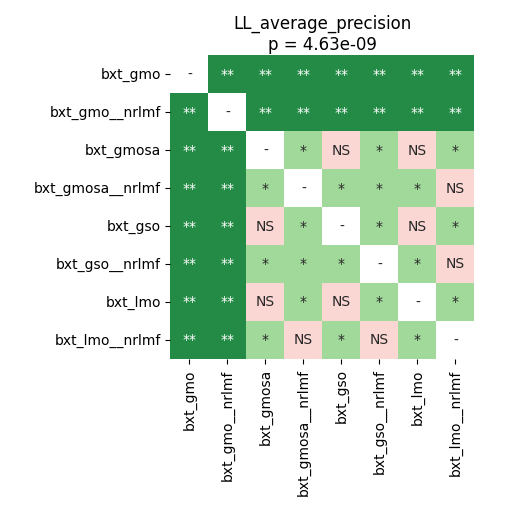 LL_average_precision
p = 4.63e-09
bxt_gmo - ** ** ** ** ** ** **
bxt_gmo__nrlmf ** - ** ** ** ** ** **
bxt_gmosa ** ** - * NS * NS *
bxt_gmosa__nrlmf ** ** * - * * * NS
bxt_gso ** ** NS * - * NS *
bxt_gso__nrlmf ** ** * * * - * NS
bxt_lmo ** ** NS * NS * - *
bxt_lmo__nrlmf ** ** * NS * NS * -
bxt_gmo
bxt_gmo__nrlmf
bxt_gmosa
bxt_gmosa__nrlmf
bxt_gso
bxt_gso__nrlmf
bxt_lmo
bxt_lmo__nrlmf